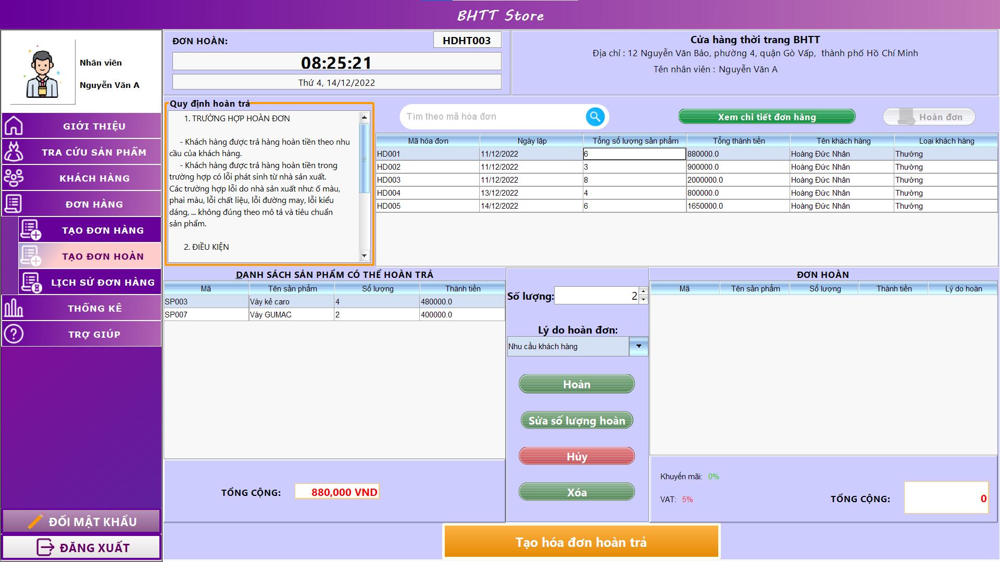 BHTT Store
Nhân viên
Nguyễn Văn A
GIỚI THIỆU
TRA CỨU SẢN PHẨM
KHÁCH HÀNG
ĐƠN HÀNG
TẠO ĐƠN HÀNG
TẠO ĐƠN HOÀN
LỊCH SỬ ĐƠN HÀNG
THỐNG KÊ
TRỢ GIÚP
ĐỔI MẬT KHẨU
ĐĂNG XUẤT
ĐƠN HOÀN: HDHT003
08:25:21
Thứ 4, 14/12/2022
Cửa hàng thời trang BHTT
Địa chỉ : 12 Nguyễn Văn Bảo, phường 4, quận Gò Vấp, thành phố Hồ Chí Minh
Tên nhân viên : Nguyễn Văn A
Quy định hoàn trả
1. TRƯỜNG HỢP HOÀN ĐƠN
- Khách hàng được trả hàng hoàn tiền theo nhu
cầu của khách hàng.
- Khách hàng được trả hàng hoàn tiền trong
trường hợp có lỗi phát sinh từ nhà sản xuất.
Các trường hợp lỗi do nhà sản xuất như: ố màu,
phai màu, lỗi chất liệu, lỗi đường may, lỗi kiểu
dáng, ... không đúng theo mô tả và tiêu chuẩn
sản phẩm.
2. ĐIỀU KIỆN
Tìm theo mã hóa đơn
Xem chi tiết đơn hàng
Hoàn đơn
Mã hóa đơn Ngày lập Tổng số lượng sản phẩm Tổng thành tiền Tên khách hàng Loại khách hàng
HD001 11/12/2022 6 880000.0 Hoàng Đức Nhân Thường
HD002 11/12/2022 3 900000.0 Hoàng Đức Nhân Thường
HD003 11/12/2022 8 2000000.0 Hoàng Đức Nhân Thường
HD004 13/12/2022 4 800000.0 Hoàng Đức Nhân Thường
HD005 14/12/2022 6 1650000.0 Hoàng Đức Nhân Thường
DANH SÁCH SẢN PHẨM CÓ THỂ HOÀN TRẢ
Mã Tên sản phẩm Số lượng Thành tiền
SP003 Váy kẻ caro 4 480000.0
SP007 Váy GUMAC 2 400000.0
TỔNG CỘNG: 880,000 VND
Số lượng: 2
Lý do hoàn đơn:
Nhu cầu khách hàng
Hoàn
Sửa số lượng hoàn
Hủy
Xóa
ĐƠN HOÀN
Mã Tên sản phẩm Số lượng Thành tiền Lý do hoàn
Khuyến mãi: 0%
VAT: 5%
TỔNG CỘNG: 0
Tạo hóa đơn hoàn trả